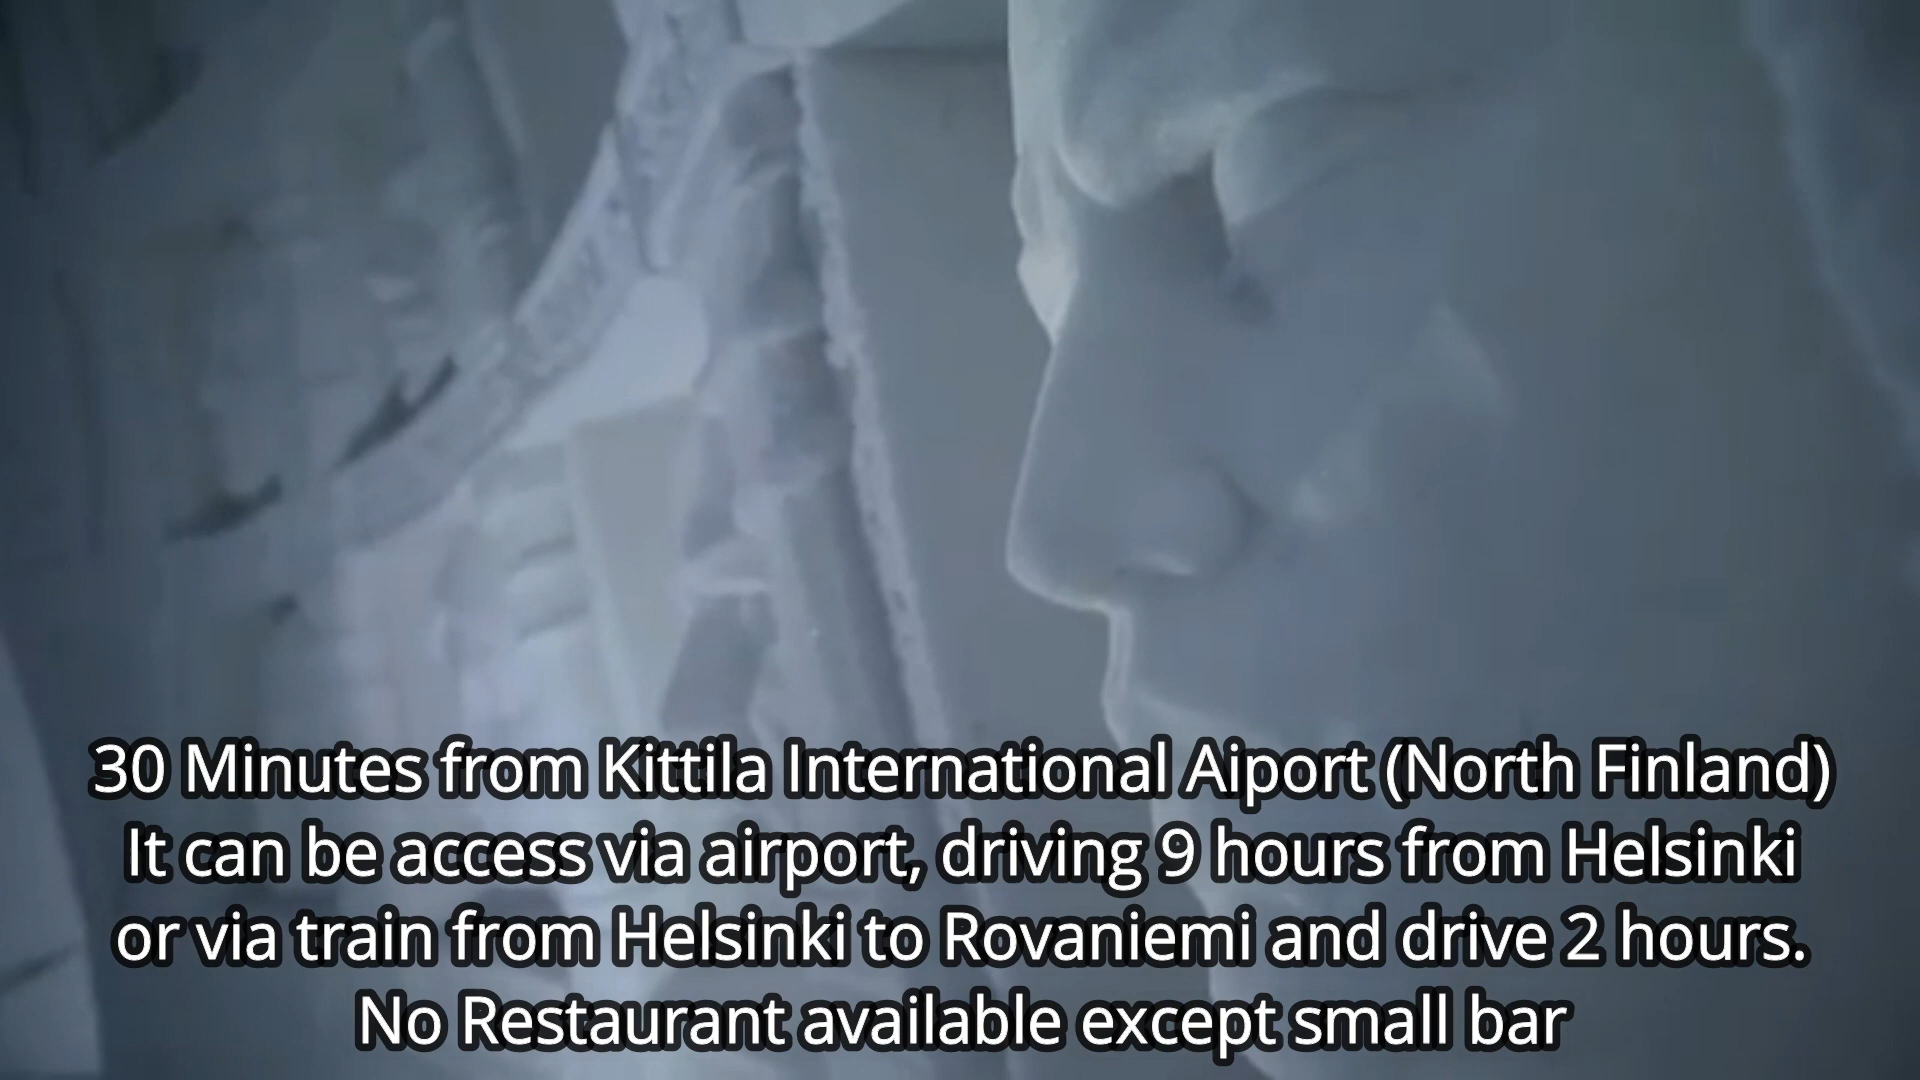 30 Minutes from Kittila International Aiport (North Finland)
It can be access via airport, driving 9 hours from Helsinki
or via train from Helsinki to Rovaniemi and drive 2 hours.
No Restaurant available except small bar